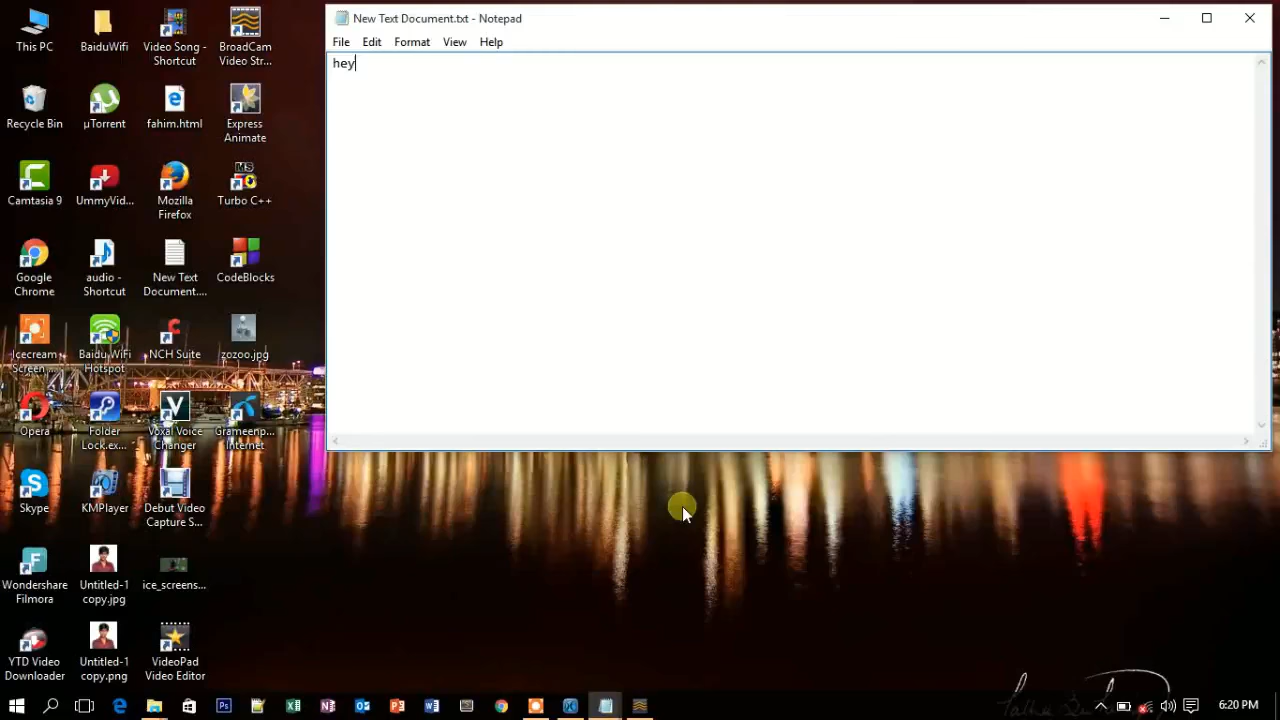 New Text Document.txt - Notepad
File Edit Format View Help
hey
This PC
BaiduWifi
Video Song -
Shortcut
BroadCam
Video Str...
Recycle Bin
µTorrent
fahim.html
Express
Animate
Camtasia 9
UmmyVid...
Mozilla
Firefox
MS
Turbo C++
Google
Chrome
audio -
Shortcut
New Text
Document....
CodeBlocks
Icecream
Screen ...
Baidu WiFi
Hotspot
NCH Suite
zozoo.jpg
Opera
Folder
Lock.ex...
Voxal Voice
Changer
Grameenp...
Internet
Skype
KMPlayer
Debut Video
Capture S...
Wondershare
Filmora
Untitled-1
copy.jpg
ice_screens...
YTD Video
Downloader
Untitled-1
copy.png
VideoPad
Video Editor
6:20 PM